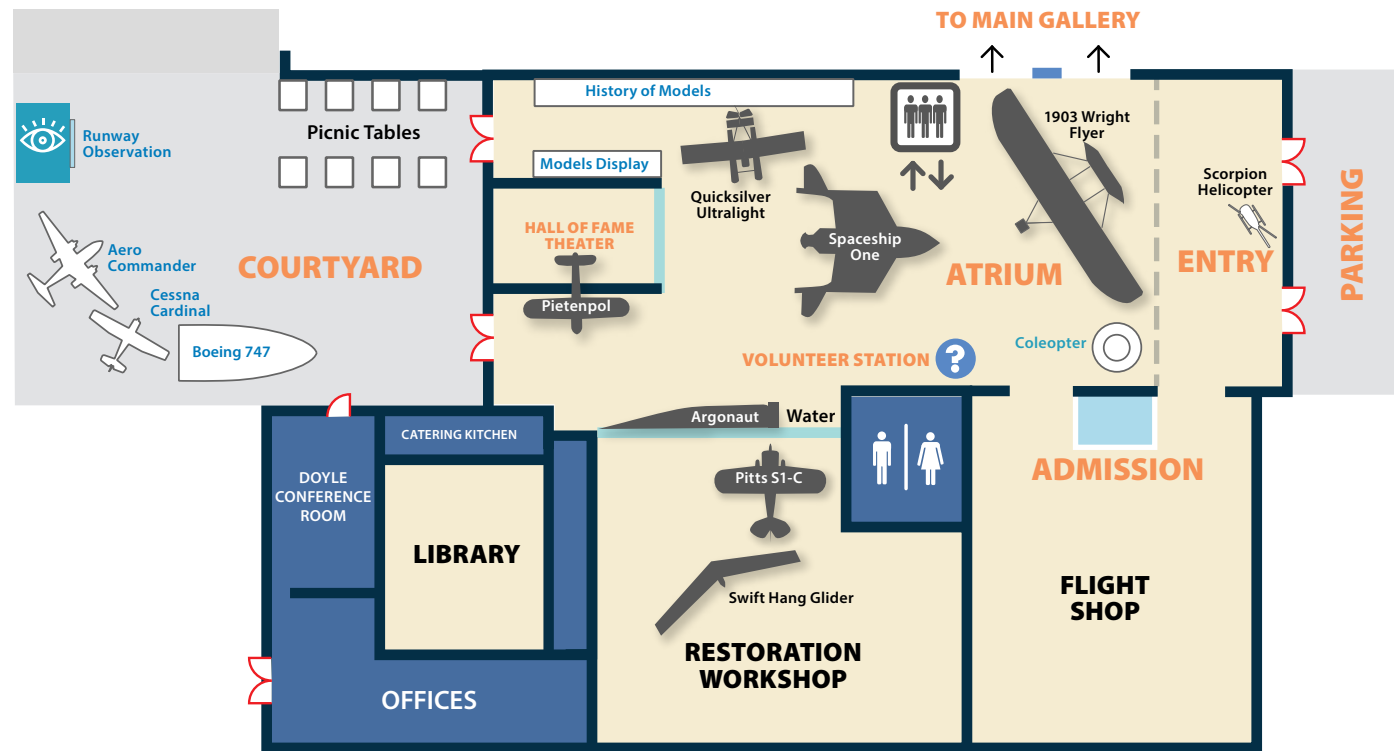 TO MAIN GALLERY
History of Models
Runway
Observation
Picnic Tables
1903 Wright
Flyer
Models Display
Scorpion
Helicopter
Quicksilver
Ultralight
HALL OF FAME
THEATER
Spaceship
One
Aero
Commander
COURTYARD
ATRIUM
ENTRY
PARKING
Cessna
Cardinal
Pietenpol
Boeing 747
Coleopter
VOLUNTEER STATION
?
Argonaut
Water
CATERING KITCHEN
DOYLE
CONFERENCE
ROOM
Pitts S1-C
ADMISSION
LIBRARY
Swift Hang Glider
FLIGHT
SHOP
RESTORATION
WORKSHOP
OFFICES